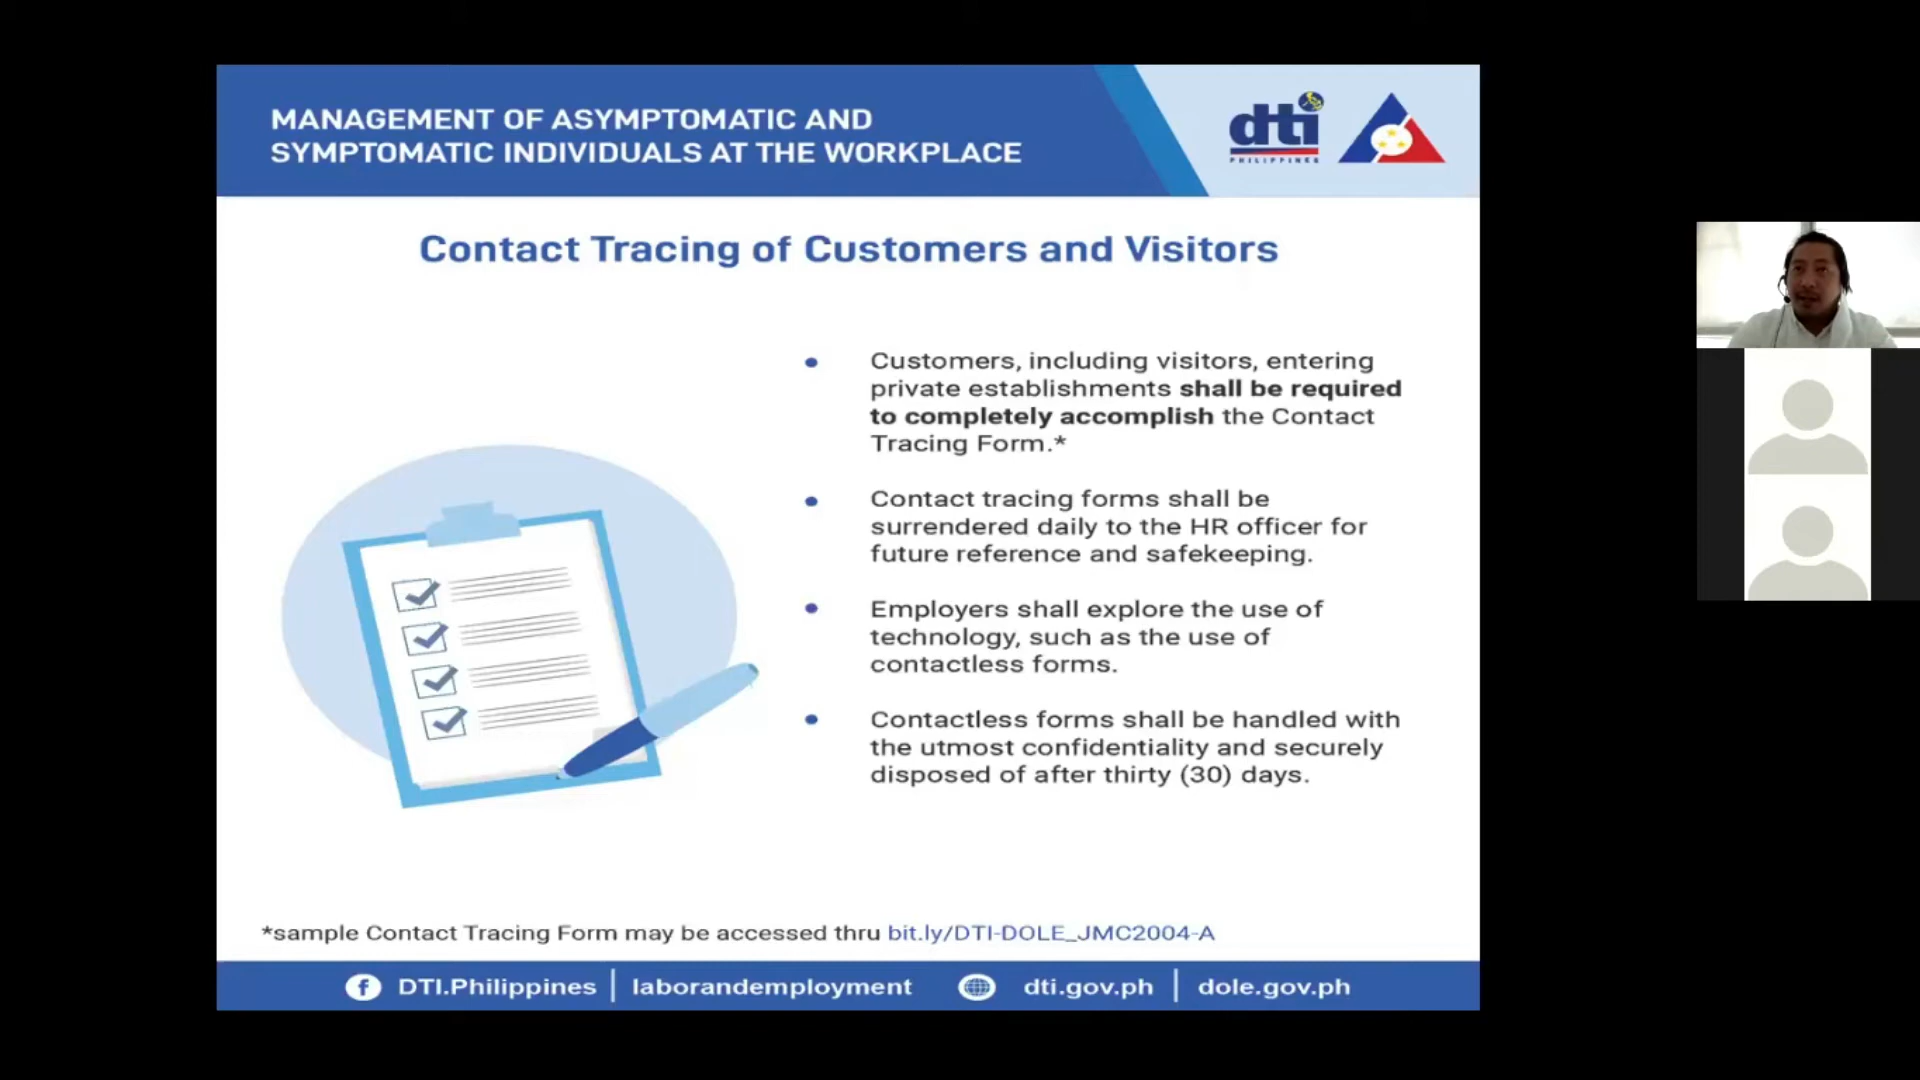 MANAGEMENT OF ASYMPTOMATIC AND
SYMPTOMATIC INDIVIDUALS AT THE WORKPLACE
dti
PHILIPPINES
Contact Tracing of Customers and Visitors
• Customers, including visitors, entering
private establishments shall be required
to completely accomplish the Contact
Tracing Form.*
• Contact tracing forms shall be
surrendered daily to the HR officer for
future reference and safekeeping.
• Employers shall explore the use of
technology, such as the use of
contactless forms.
• Contactless forms shall be handled with
the utmost confidentiality and securely
disposed of after thirty (30) days.
*sample Contact Tracing Form may be accessed thru bit.ly/DTI-DOLE_JMC2004-A
f DTI.Philippines | laborandemployment dti.gov.ph | dole.gov.ph